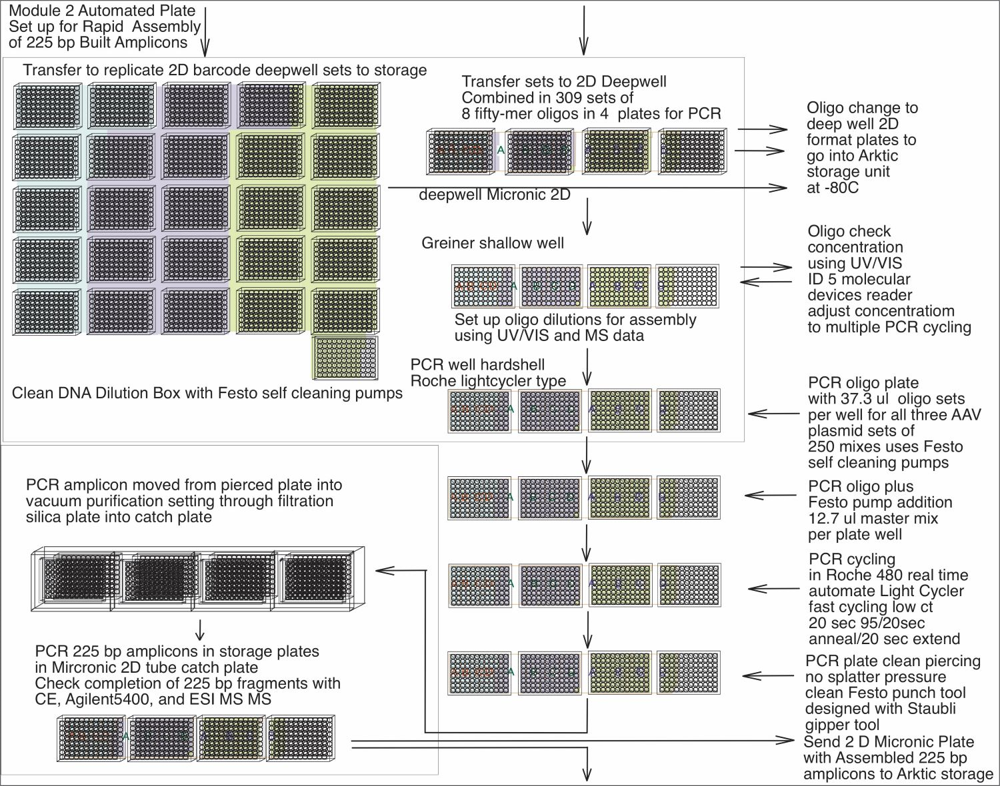 Module 2 Automated Plate
Set up for Rapid Assembly
of 225 bp Built Amplicons
Transfer to replicate 2D barcode deepwell sets to storage
Transfer sets to 2D Deepwell
Combined in 309 sets of
8 fifty-mer oligos in 4 plates for PCR
Oligo change to
deep well 2D
format plates to
go into Arktic
storage unit
at -80C
deepwell Micronic 2D
Greiner shallow well
Oligo check
concentration
using UV/VIS
ID 5 molecular
devices reader
adjust concentratiom
to multiple PCR cycling
A B C D A B C D A B C D
Set up oligo dilutions for assembly
using UV/VIS and MS data
PCR well hardshell
Roche lightcycler type
Clean DNA Dilution Box with Festo self cleaning pumps
PCR oligo plate
with 37.3 ul oligo sets
per well for all three AAV
plasmid sets of
250 mixes uses Festo
self cleaning pumps
A B C D A B C D A B C D
PCR oligo plus
Festo pump addition
12.7 ul master mix
per plate well
A B C D A B C D A B C D
PCR cycling
in Roche 480 real time
automate Light Cycler
fast cycling low ct
20 sec 95/20sec
anneal/20 sec extend
A B C D A B C D A B C D
PCR plate clean piercing
no splatter pressure
clean Festo punch tool
designed with Staubli
gipper tool
A B C D A B C D A B C D
PCR amplicon moved from pierced plate into
vacuum purification setting through filtration
silica plate into catch plate
PCR 225 bp amplicons in storage plates
in Mircronic 2D tube catch plate
Check completion of 225 bp fragments with
CE, Agilent5400, and ESI MS MS
Send 2 D Micronic Plate
with Assembled 225 bp
amplicons to Arktic storage